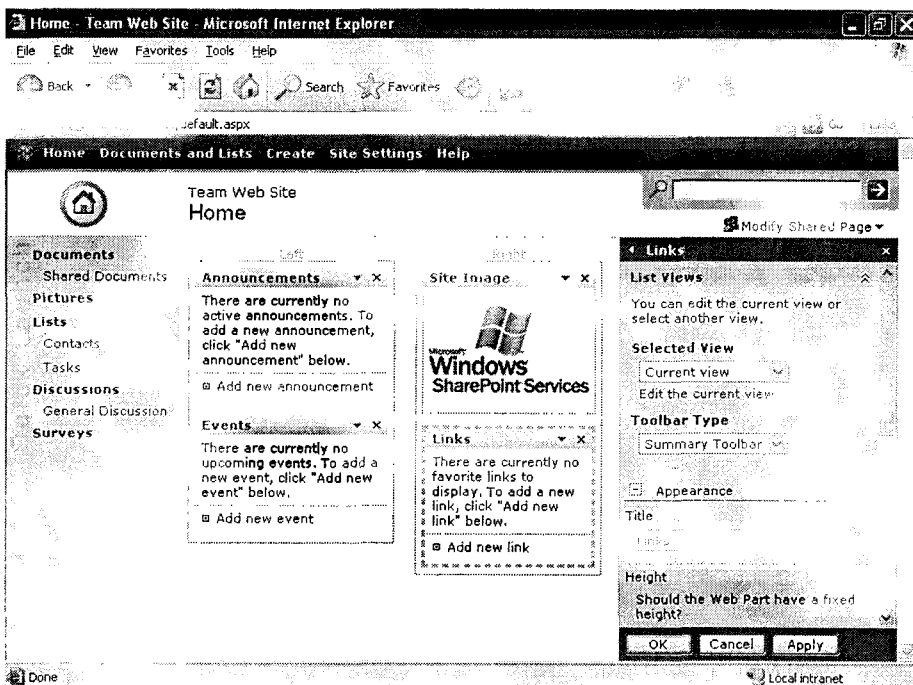 Home - Team Web Site - Microsoft Internet Explorer
File Edit View Favorites Tools Help
Back Search Favorites
default.aspx
Home Documents and Lists Create Site Settings Help
Team Web Site
Home
Modify Shared Page
Documents
Shared Documents
Pictures
Lists
Contacts
Tasks
Discussions
General Discussion
Surveys
Left
Announcements
There are currently no
active announcements. To
add a new announcement,
click "Add new
announcement" below.
Add new announcement
Events
There are currently no
upcoming events. To add a
new event, click "Add new
event" below.
Add new event
Right
Site Image
Microsoft
Windows
SharePoint Services
Links
There are currently no
favorite links to
display. To add a new
link, click "Add new
link" below.
Add new link
Links
List Views
You can edit the current view or
select another view.
Selected View
Current view
Edit the current view
Toolbar Type
Summary Toolbar
Appearance
Title
Links
Height
Should the Web Part have a fixed
height?
OK Cancel Apply
Done
Local intranet